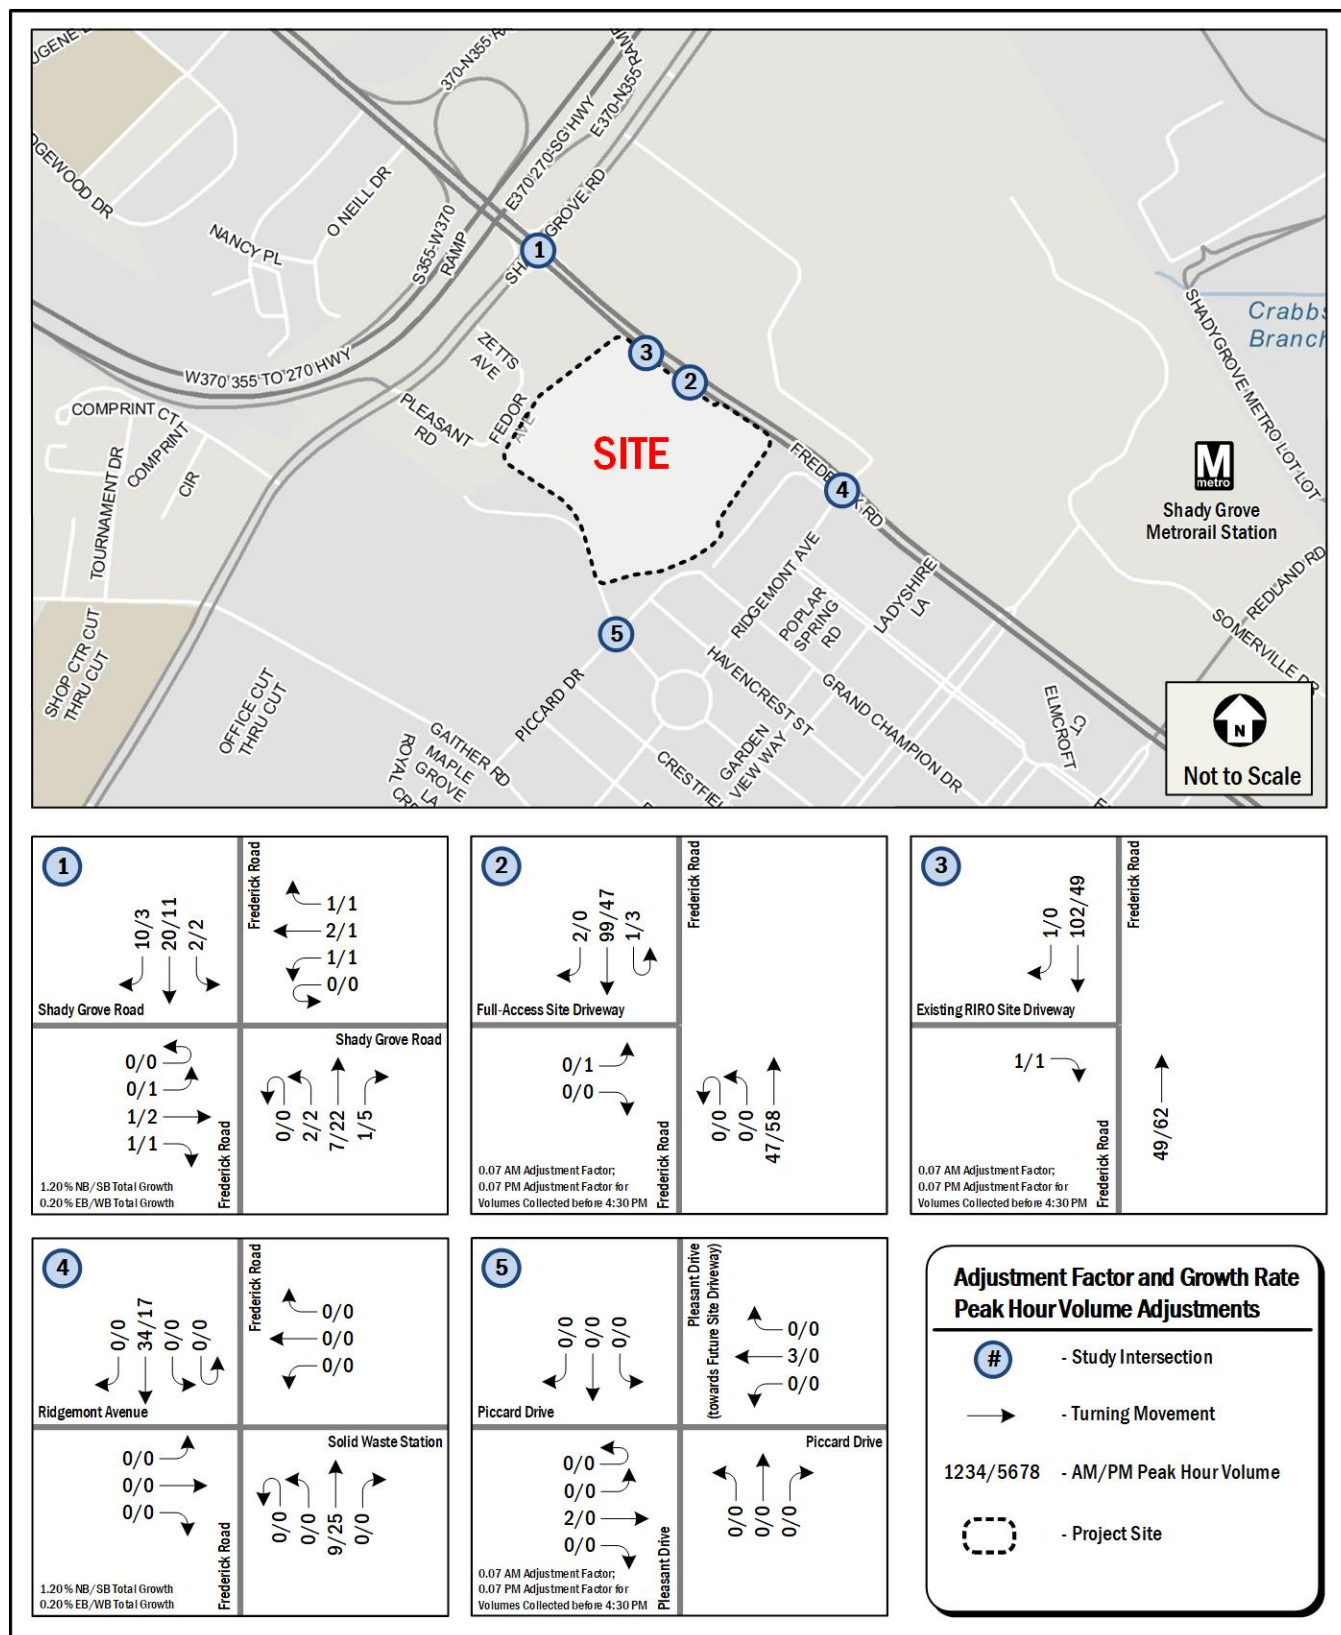 370-N355 RA
RAMP
E370-N355
DGEWOOD DR
O NEILL DR
E370 270-SG HWY
NANCY PL
S355-W370
RAMP
GROVE RD
SH
1
Crabbs
Branch
SHADY GROVE METRO LOT LOT
ZETTS
AVE
3
2
W370 355 TO 270 HWY
COMPRINT CT
COMPRINT
CIR
TOURNAMENT DR
PLEASANT
RD
FEDOR
AVE
SITE
FREDE K RD
4
M
metro
Shady Grove
Metrorail Station
RIDGEMONT AVE
POPLAR
SPRING
RD
LADYSHIRE
LA
REDLAND RD
SOMERVILLE DR
5
SHOP CTR CUT
THRU CUT
OFFICE CUT
THRU CUT
PICCARD DR
HAVENCREST ST
GRAND CHAMPION DR
GAITHER RD
MAPLE
GROVE
LA
ROYAL
CRE
CRESTFIEL
GARDEN
VIEW WAY
ELMCROFT
CT
N
Not to Scale
1
10/3
20/11
2/2
Frederick Road
1/1
2/1
1/1
0/0
Shady Grove Road
Shady Grove Road
0/0
0/1
1/2
1/1
0/0
2/2
7/22
1/5
Frederick Road
1.20% NB/SB Total Growth
0.20% EB/WB Total Growth
2
2/0
99/47
1/3
Frederick Road
Full-Access Site Driveway
0/1
0/0
0/0
0/0
47/58
0.07 AM Adjustment Factor;
0.07 PM Adjustment Factor for
Volumes Collected before 4:30 PM
Frederick Road
3
1/0
102/49
Frederick Road
Existing RIRO Site Driveway
1/1
49/62
0.07 AM Adjustment Factor;
0.07 PM Adjustment Factor for
Volumes Collected before 4:30 PM
Frederick Road
4
0/0
34/17
0/0
0/0
Frederick Road
0/0
0/0
0/0
Ridgemont Avenue
Solid Waste Station
0/0
0/0
0/0
0/0
0/0
9/25
0/0
Frederick Road
1.20% NB/SB Total Growth
0.20% EB/WB Total Growth
5
0/0
0/0
0/0
Pleasant Drive
(towards Future Site Driveway)
0/0
3/0
0/0
Piccard Drive
Piccard Drive
0/0
0/0
2/0
0/0
0/0
0/0
0/0
Pleasant Drive
0.07 AM Adjustment Factor;
0.07 PM Adjustment Factor for
Volumes Collected before 4:30 PM
Adjustment Factor and Growth Rate
Peak Hour Volume Adjustments
# - Study Intersection
- Turning Movement
1234/5678 - AM/PM Peak Hour Volume
- Project Site